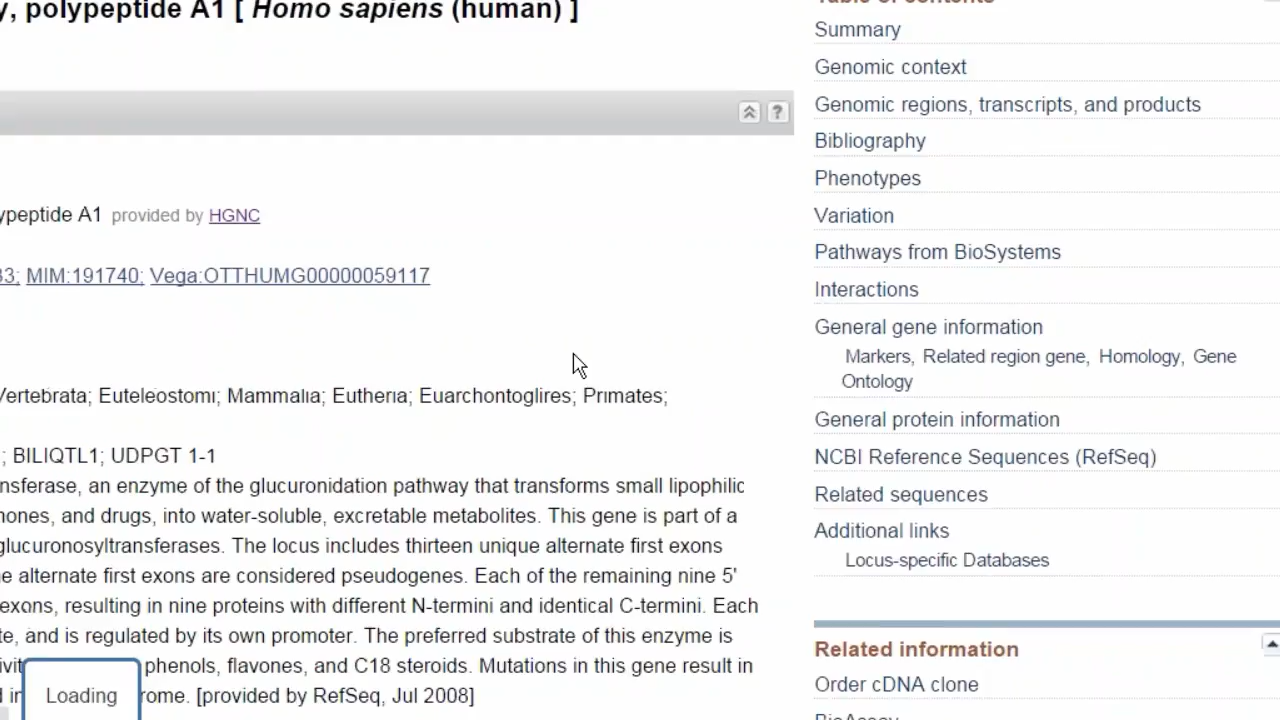 y, polypeptide A1 [ Homo sapiens (human) ]
?
ypeptide A1 provided by HGNC
33; MIM:191740; Vega:OTTHUMG00000059117
Vertebrata; Euteleostomi; Mammalia; Eutheria; Euarchontoglires; Primates;
; BILIQTL1; UDPGT 1-1
nsferase, an enzyme of the glucuronidation pathway that transforms small lipophilic
nones, and drugs, into water-soluble, excretable metabolites. This gene is part of a
glucuronosyltransferases. The locus includes thirteen unique alternate first exons
e alternate first exons are considered pseudogenes. Each of the remaining nine 5'
exons, resulting in nine proteins with different N-termini and identical C-termini. Each
te, and is regulated by its own promoter. The preferred substrate of this enzyme is
ivit phenols, flavones, and C18 steroids. Mutations in this gene result in
d in rome. [provided by RefSeq, Jul 2008]
Loading
Table of contents
Summary
Genomic context
Genomic regions, transcripts, and products
Bibliography
Phenotypes
Variation
Pathways from BioSystems
Interactions
General gene information
Markers, Related region gene, Homology, Gene
Ontology
General protein information
NCBI Reference Sequences (RefSeq)
Related sequences
Additional links
Locus-specific Databases
Related information
Order cDNA clone
BioAssay